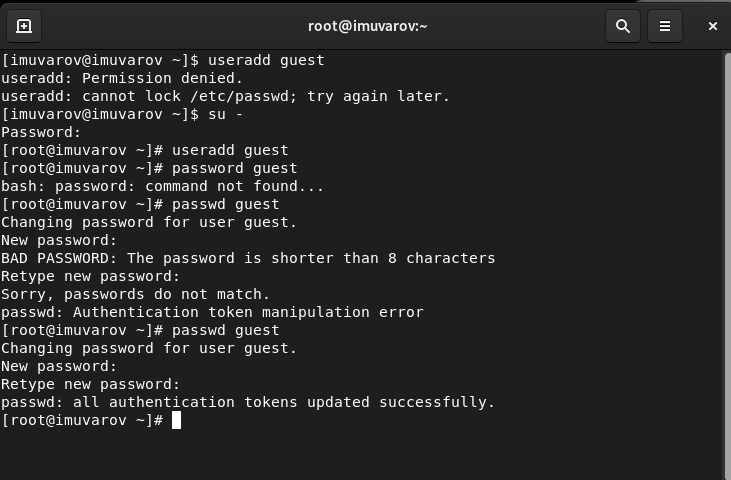 root@imuvarov:~
[imuvarov@imuvarov ~]$ useradd guest
useradd: Permission denied.
useradd: cannot lock /etc/passwd; try again later.
[imuvarov@imuvarov ~]$ su -
Password:
[root@imuvarov ~]# useradd guest
[root@imuvarov ~]# password guest
bash: password: command not found...
[root@imuvarov ~]# passwd guest
Changing password for user guest.
New password:
BAD PASSWORD: The password is shorter than 8 characters
Retype new password:
Sorry, passwords do not match.
passwd: Authentication token manipulation error
[root@imuvarov ~]# passwd guest
Changing password for user guest.
New password:
Retype new password:
passwd: all authentication tokens updated successfully.
[root@imuvarov ~]#